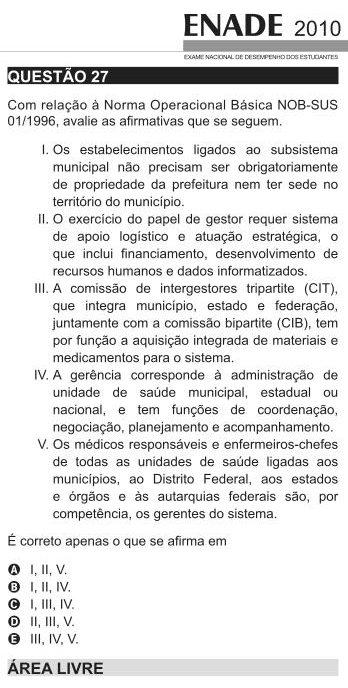 ENADE 2010
EXAME NACIONAL DE DESEMPENHO DOS ESTUDANTES
QUESTÃO 27
Com relação à Norma Operacional Básica NOB-SUS
01/1996, avalie as afirmativas que se seguem.
I. Os estabelecimentos ligados ao subsistema
municipal não precisam ser obrigatoriamente
de propriedade da prefeitura nem ter sede no
território do município.
II. O exercício do papel de gestor requer sistema
de apoio logístico e atuação estratégica, o
que inclui financiamento, desenvolvimento de
recursos humanos e dados informatizados.
III. A comissão de intergestores tripartite (CIT),
que integra município, estado e federação,
juntamente com a comissão bipartite (CIB), tem
por função a aquisição integrada de materiais e
medicamentos para o sistema.
IV. A gerência corresponde à administração de
unidade de saúde municipal, estadual ou
nacional, e tem funções de coordenação,
negociação, planejamento e acompanhamento.
V. Os médicos responsáveis e enfermeiros-chefes
de todas as unidades de saúde ligadas aos
municípios, ao Distrito Federal, aos estados
e órgãos e às autarquias federais são, por
competência, os gerentes do sistema.
É correto apenas o que se afirma em
A I, II, V.
B I, II, IV.
C I, III, IV.
D II, III, V.
E III, IV, V.
ÁREA LIVRE